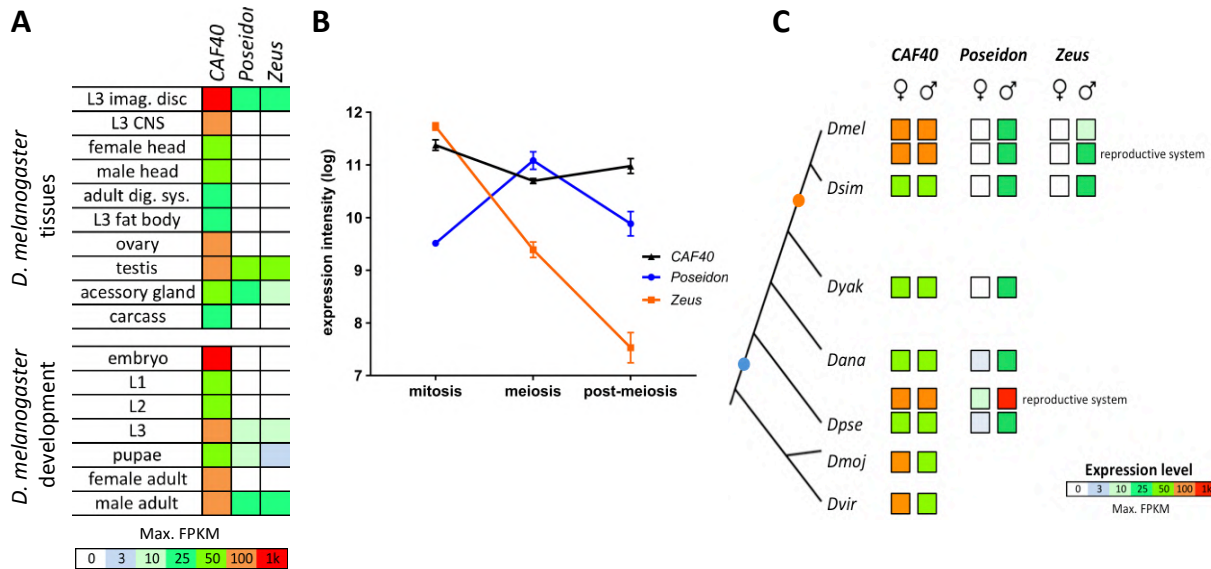 A
CAF40
Poseidon
Zeus
D. melanogaster
tissues
L3 imag. disc
L3 CNS
female head
male head
adult dig. sys.
L3 fat body
ovary
testis
acessory gland
carcass
D. melanogaster
development
embryo
L1
L2
L3
pupae
female adult
male adult
Max. FPKM
0 3 10 25 50 100 1k
B
expression intensity (log)
12
11
10
9
8
7
mitosis meiosis post-meiosis
CAF40
Poseidon
Zeus
C
CAF40 Poseidon Zeus
♀ ♂ ♀ ♂ ♀ ♂
Dmel
reproductive system
Dsim
Dyak
Dana
reproductive system
Dpse
Dmoj
Dvir
Expression level
0 3 10 25 50 100 1k
Max. FPKM